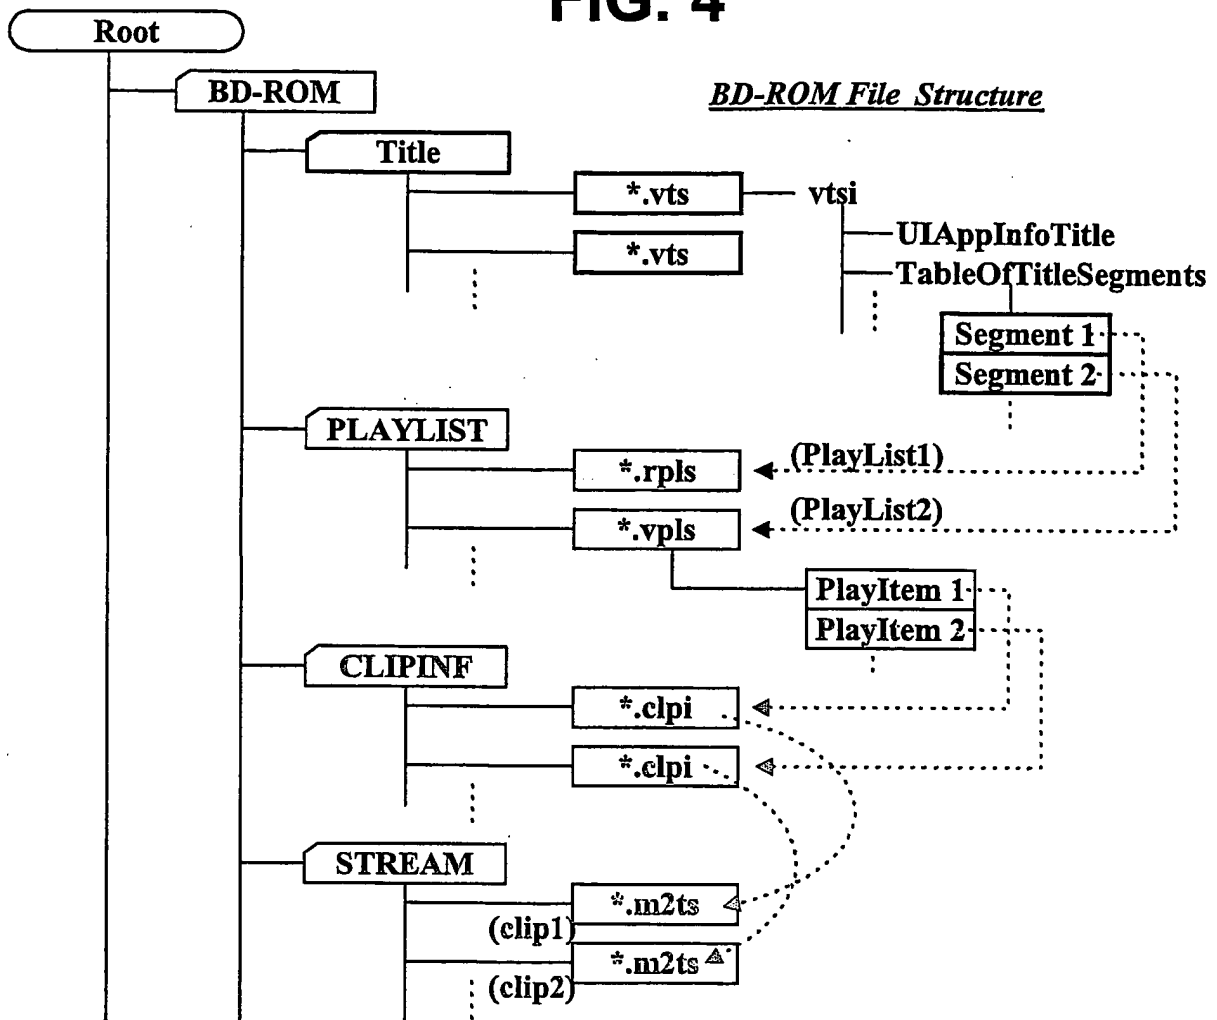 FIG. 4
Root
BD-ROM
BD-ROM File Structure
Title
*.vts
vtsi
UIAppInfoTitle
*.vts
TableOfTitleSegments
Segment 1
Segment 2
PLAYLIST
(PlayList1)
*.rpls
(PlayList2)
*.vpls
PlayItem 1
PlayItem 2
CLIPINF
*.clpi
*.clpi
STREAM
*.m2ts
(clip1)
*.m2ts
(clip2)